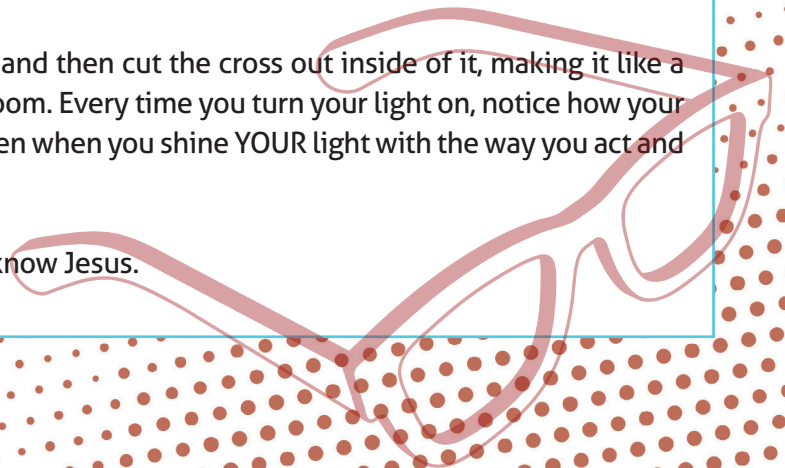 and then cut the cross out inside of it, making it like a
oom. Every time you turn your light on, notice how your
en when you shine YOUR light with the way you act and
know Jesus.